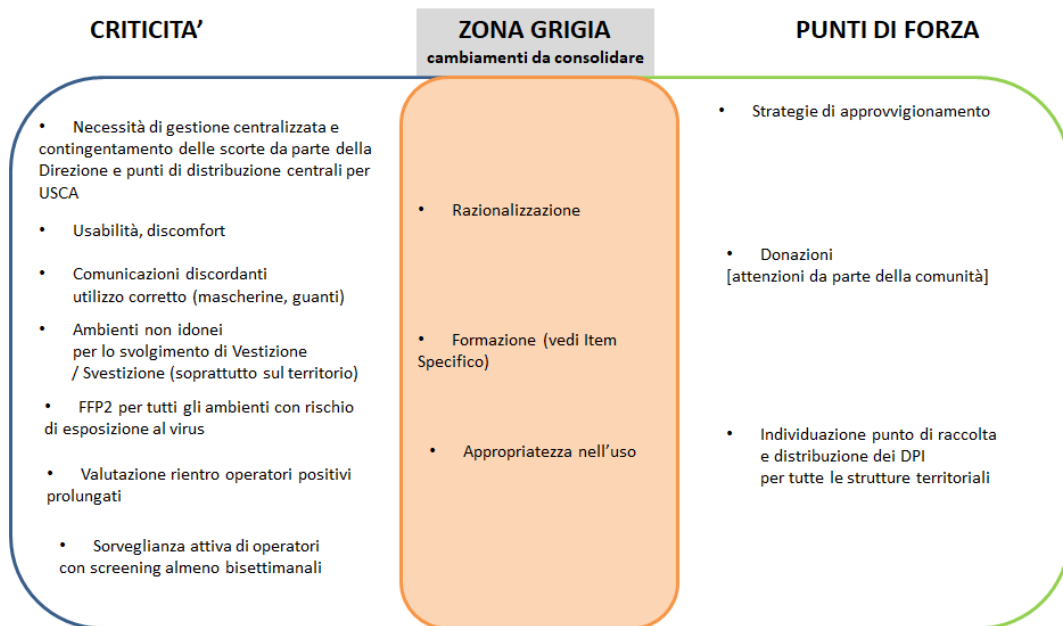 CRITICITA’
• Necessità di gestione centralizzata e
contingentamento delle scorte da parte della
Direzione e punti di distribuzione centrali per
USCA
• Usabilità, discomfort
• Comunicazioni discordanti
utilizzo corretto (mascherine, guanti)
• Ambienti non idonei
per lo svolgimento di Vestizione
/ Svestizione (soprattutto sul territorio)
• FFP2 per tutti gli ambienti con rischio
di esposizione al virus
• Valutazione rientro operatori positivi
prolungati
• Sorveglianza attiva di operatori
con screening almeno bisettimanali
ZONA GRIGIA
cambiamenti da consolidare
• Razionalizzazione
• Formazione (vedi Item
Specifico)
• Appropriatezza nell’uso
PUNTI DI FORZA
• Strategie di approvvigionamento
• Donazioni
[attenzioni da parte della comunità]
• Individuazione punto di raccolta
e distribuzione dei DPI
per tutte le strutture territoriali